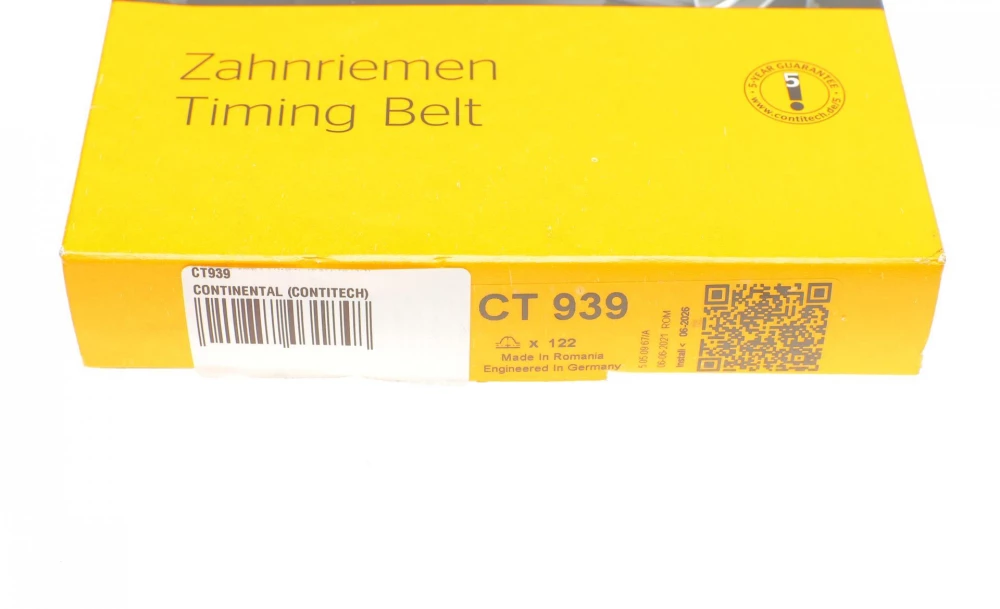 Zahnriemen
Timing Belt
5-YEAR GUARANTEE
5
www.contitech.de/5
CT939
CONTINENTAL (CONTITECH)
CT 939
x 122
Made In Romania
Engineered In Germany
06-05-2021 ROM
Install < 06-2026